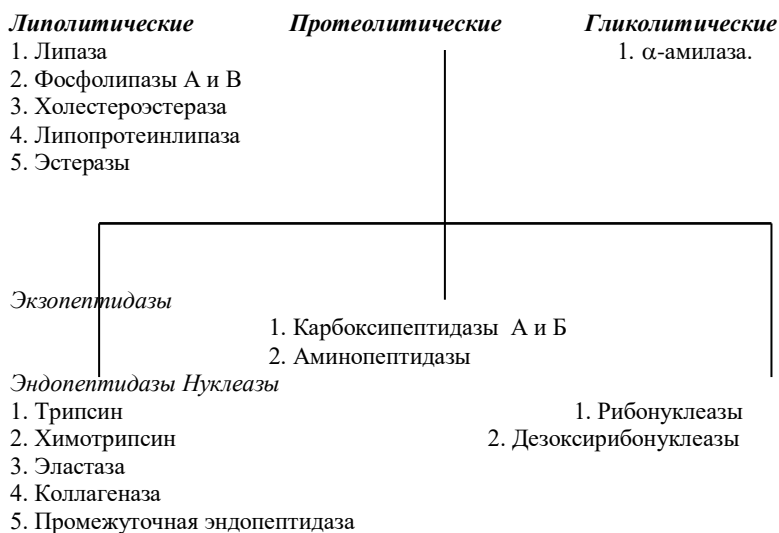 Липолитические Протеолитические Гликолитические
1. Липаза 1. α-амилаза.
2. Фосфолипазы А и В
3. Холестероэстераза
4. Липопротеинлипаза
5. Эстеразы
Экзопептидазы
1. Карбоксипептидазы А и Б
2. Аминопептидазы
Эндопептидазы Нуклеазы
1. Трипсин 1. Рибонуклеазы
2. Химотрипсин 2. Дезоксирибонуклеазы
3. Эластаза
4. Коллагеназа
5. Промежуточная эндопептидаза